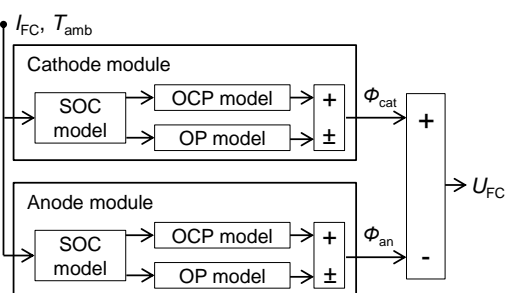 I_FC, T_amb
Cathode module
SOC
model
OCP model
OP model
+
±
Φ_cat
Anode module
SOC
model
OCP model
OP model
+
±
Φ_an
+
-
U_FC